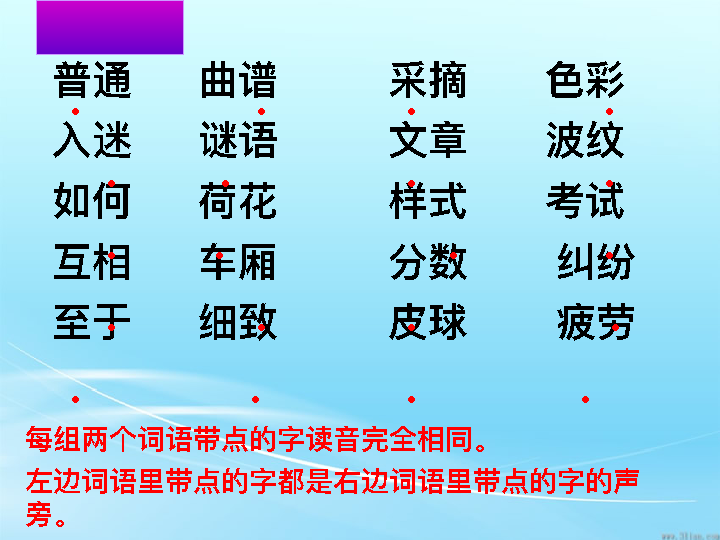 普通 曲谱 采摘 色彩
入迷 谜语 文章 波纹
如何 荷花 样式 考试
互相 车厢 分数 纠纷
至于 细致 皮球 疲劳
每组两个词语带点的字读音完全相同。
左边词语里带点的字都是右边词语里带点的字的声
旁。